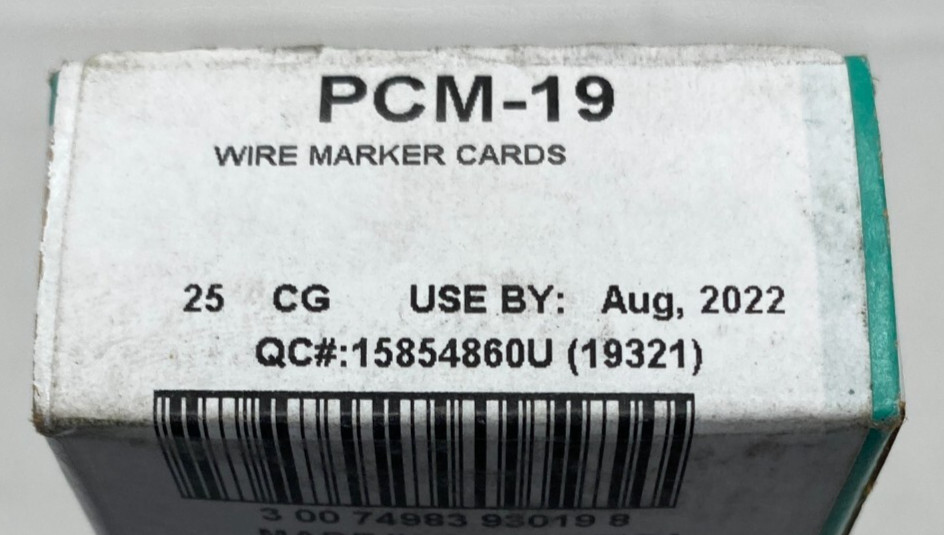 PCM-19
WIRE MARKER CARDS
25 CG USE BY: Aug, 2022
QC#:15854860U (19321)
3 00 74983 93019 8